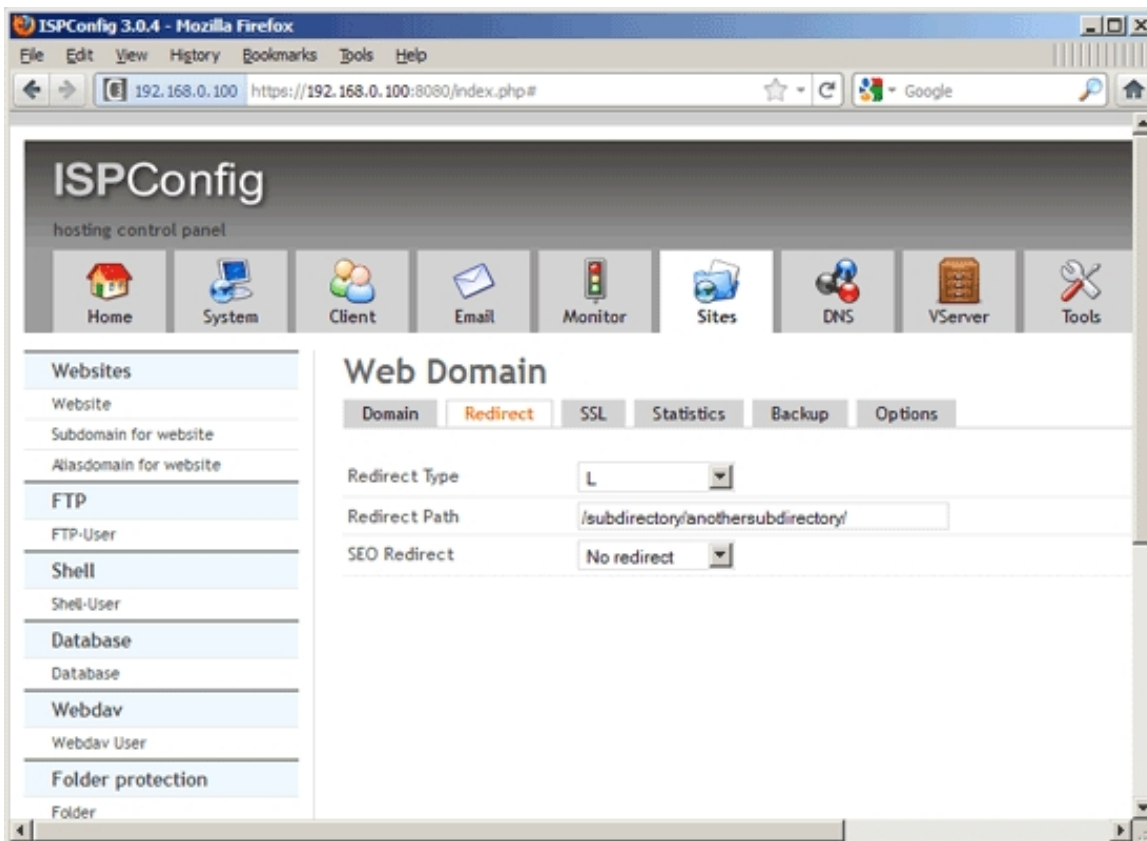 ISPConfig 3.0.4 - Mozilla Firefox
File Edit View History Bookmarks Tools Help
192.168.0.100 https://192.168.0.100:8080/index.php# Google
ISPConfig
hosting control panel
Home System Client Email Monitor Sites DNS VServer Tools
Websites
Website
Subdomain for website
Aliasdomain for website
FTP
FTP-User
Shell
Shell-User
Database
Database
Webdav
Webdav User
Folder protection
Folder
Web Domain
Domain Redirect SSL Statistics Backup Options
Redirect Type L
Redirect Path /subdirectory/anothersubdirectory/
SEO Redirect No redirect